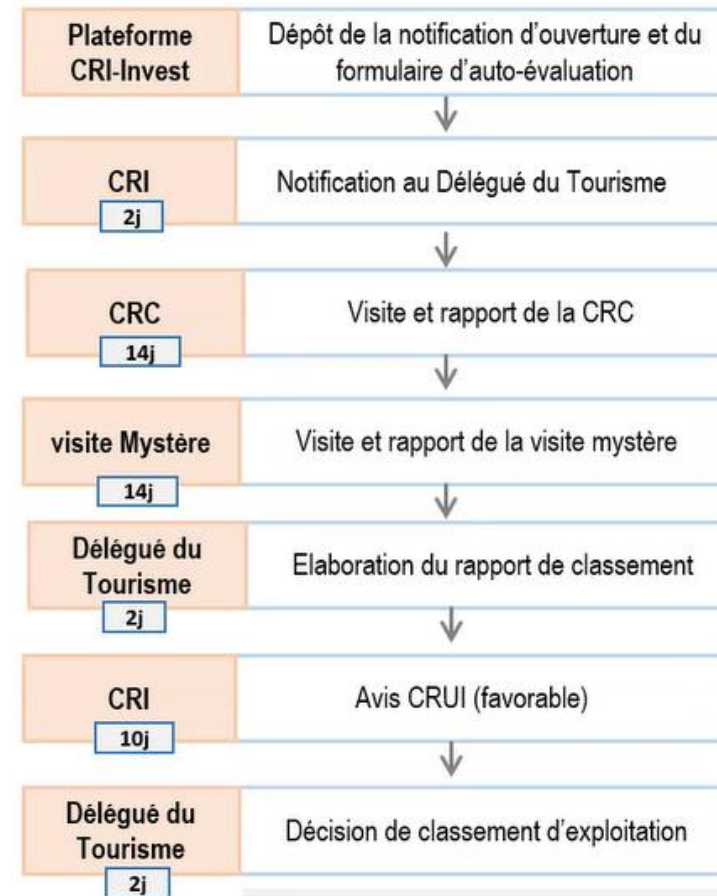 Plateforme
CRI-Invest
Dépôt de la notification d'ouverture et du
formulaire d'auto-évaluation
CRI
2j
Notification au Délégué du Tourisme
CRC
14j
Visite et rapport de la CRC
visite Mystère
14j
Visite et rapport de la visite mystère
Délégué du
Tourisme
2j
Elaboration du rapport de classement
CRI
10j
Avis CRUI (favorable)
Délégué du
Tourisme
2j
Décision de classement d'exploitation